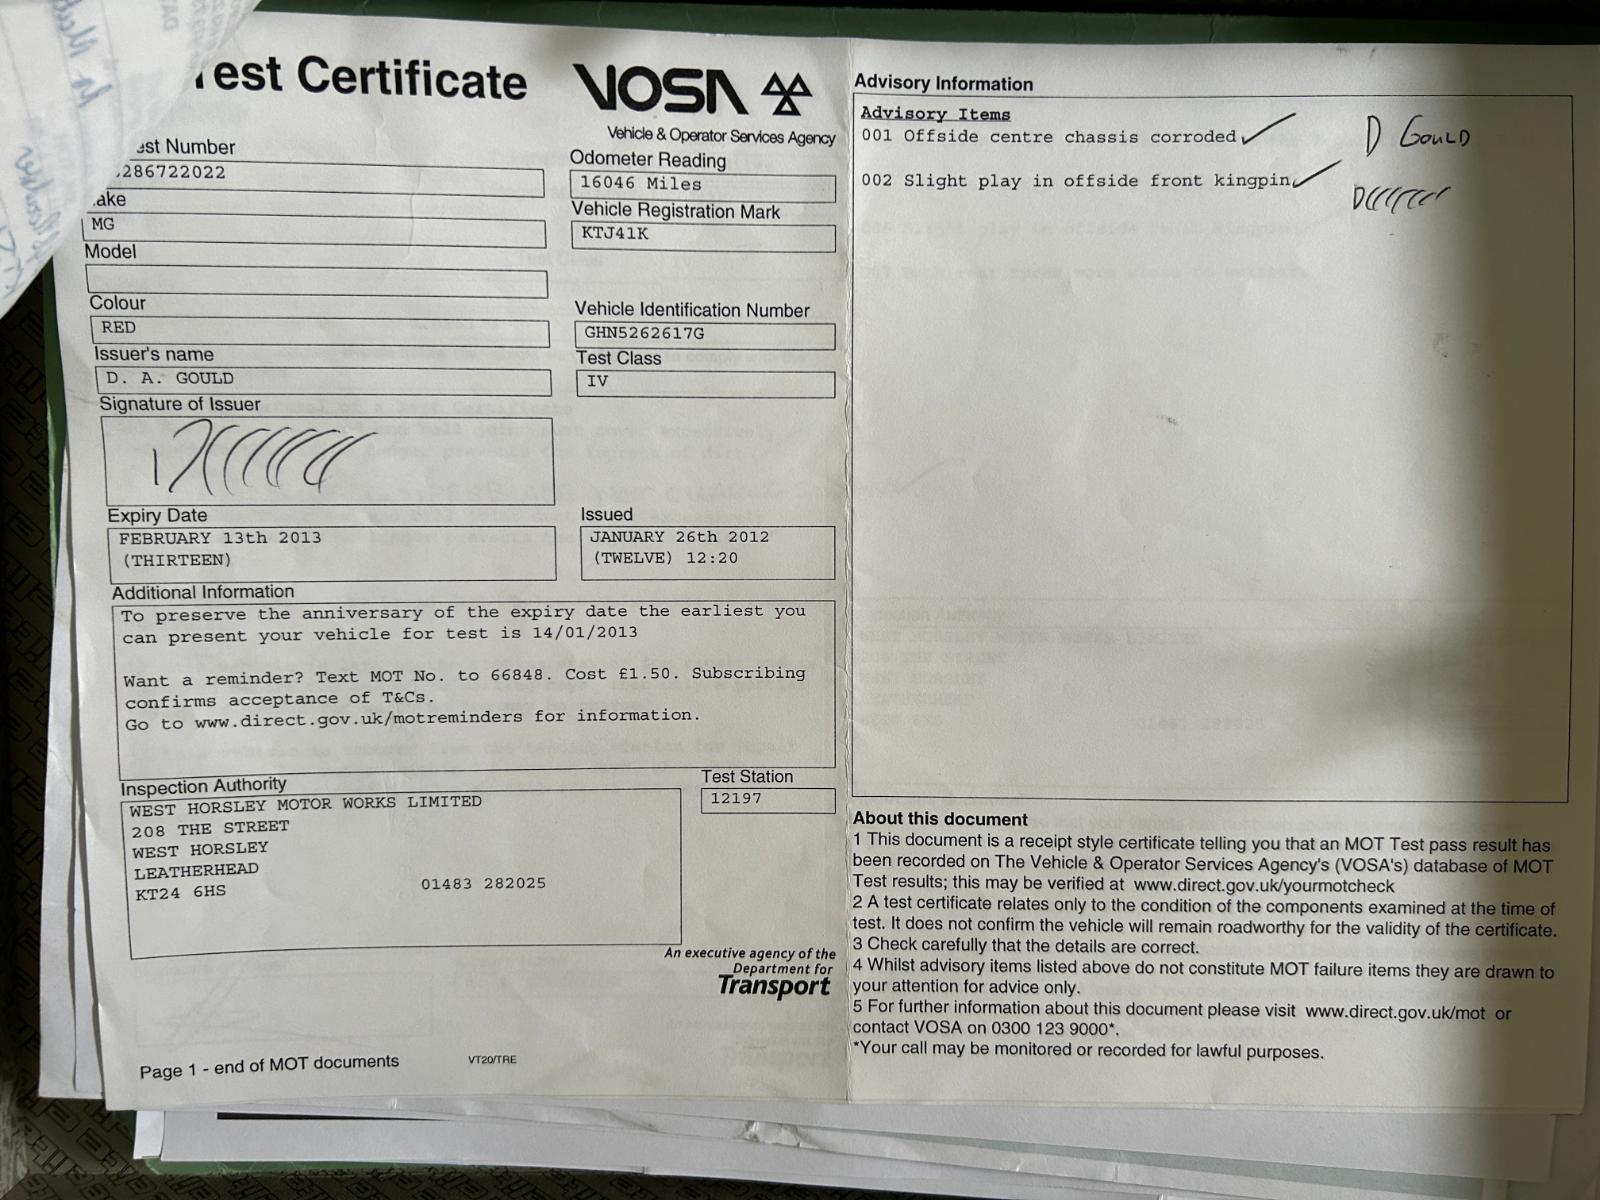 Test Certificate
VOSA
Vehicle & Operator Services Agency
est Number
286722022
Odometer Reading
16046 Miles
ake
MG
Vehicle Registration Mark
KTJ41K
Model
Colour
RED
Vehicle Identification Number
GHN5262617G
Issuer's name
D. A. GOULD
Test Class
IV
Signature of Issuer
Expiry Date
FEBRUARY 13th 2013
(THIRTEEN)
Issued
JANUARY 26th 2012
(TWELVE) 12:20
Additional Information
To preserve the anniversary of the expiry date the earliest you
can present your vehicle for test is 14/01/2013
Want a reminder? Text MOT No. to 66848. Cost £1.50. Subscribing
confirms acceptance of T&Cs.
Go to www.direct.gov.uk/motreminders for information.
Inspection Authority
WEST HORSLEY MOTOR WORKS LIMITED
208 THE STREET
WEST HORSLEY
LEATHERHEAD
KT24 6HS 01483 282025
Test Station
12197
An executive agency of the
Department for
Transport
Page 1 - end of MOT documents
VT20/TRE
Advisory Information
Advisory Items
001 Offside centre chassis corroded
002 Slight play in offside front kingpin
D GOULD
About this document
1 This document is a receipt style certificate telling you that an MOT Test pass result has
been recorded on The Vehicle & Operator Services Agency's (VOSA's) database of MOT
Test results; this may be verified at www.direct.gov.uk/yourmotcheck
2 A test certificate relates only to the condition of the components examined at the time of
test. It does not confirm the vehicle will remain roadworthy for the validity of the certificate.
3 Check carefully that the details are correct.
4 Whilst advisory items listed above do not constitute MOT failure items they are drawn to
your attention for advice only.
5 For further information about this document please visit www.direct.gov.uk/mot or
contact VOSA on 0300 123 9000*.
*Your call may be monitored or recorded for lawful purposes.